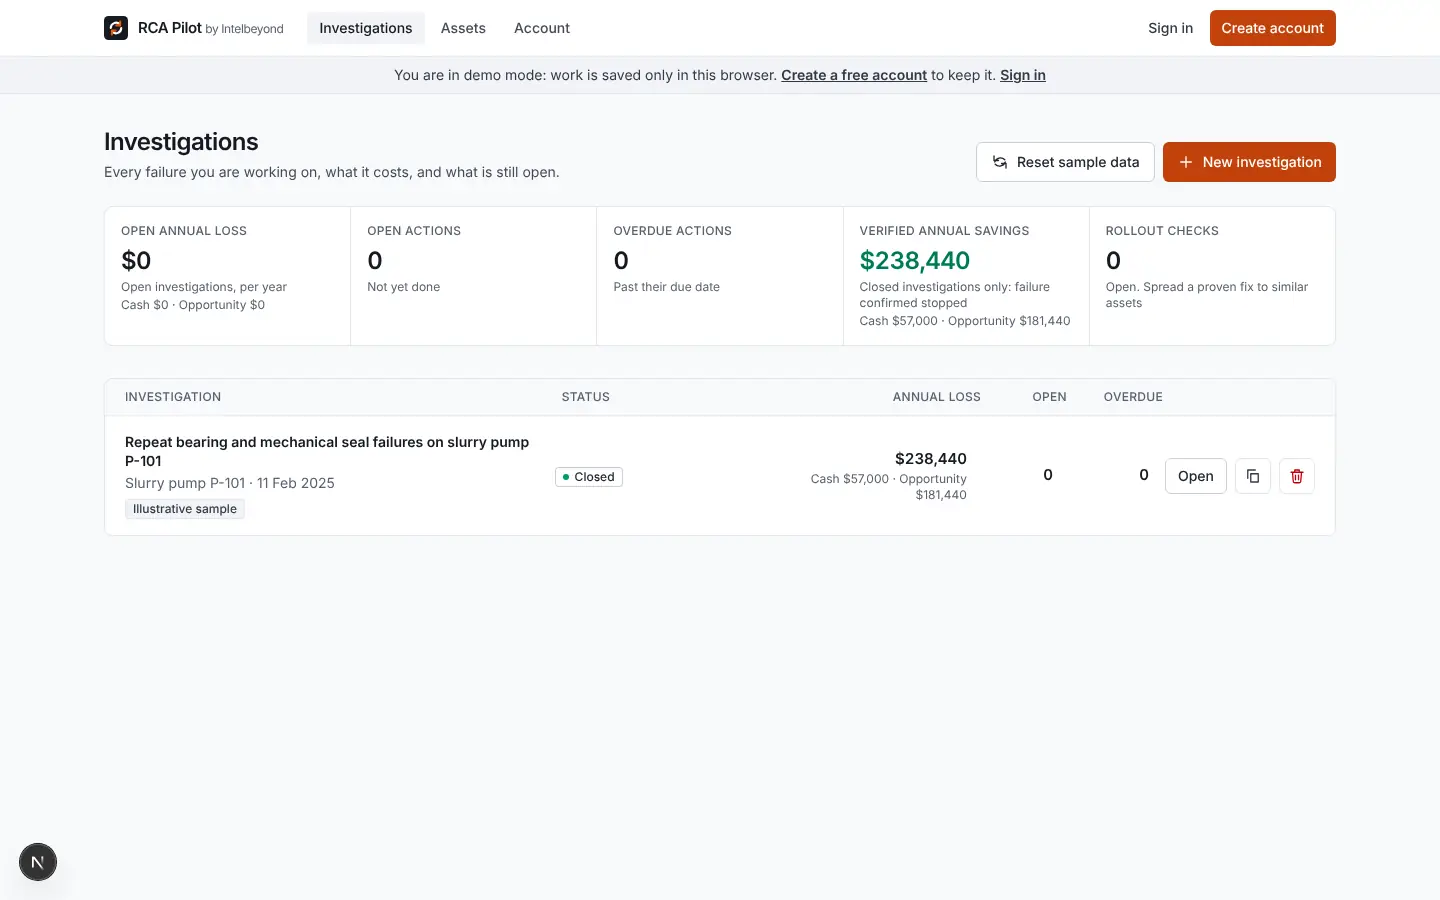 RCA Pilot by Intelbeyond
Investigations
Assets
Account
Sign in
Create account
You are in demo mode: work is saved only in this browser. Create a free account to keep it. Sign in
Investigations
Every failure you are working on, what it costs, and what is still open.
Reset sample data
New investigation
OPEN ANNUAL LOSS
$0
Open investigations, per year
Cash $0 · Opportunity $0
OPEN ACTIONS
0
Not yet done
OVERDUE ACTIONS
0
Past their due date
VERIFIED ANNUAL SAVINGS
$238,440
Closed investigations only: failure
confirmed stopped
Cash $57,000 · Opportunity $181,440
ROLLOUT CHECKS
0
Open. Spread a proven fix to similar
assets
INVESTIGATION
STATUS
ANNUAL LOSS
OPEN
OVERDUE
Repeat bearing and mechanical seal failures on slurry pump
P-101
Slurry pump P-101 · 11 Feb 2025
Illustrative sample
Closed
$238,440
Cash $57,000 · Opportunity
$181,440
0
0
Open
N